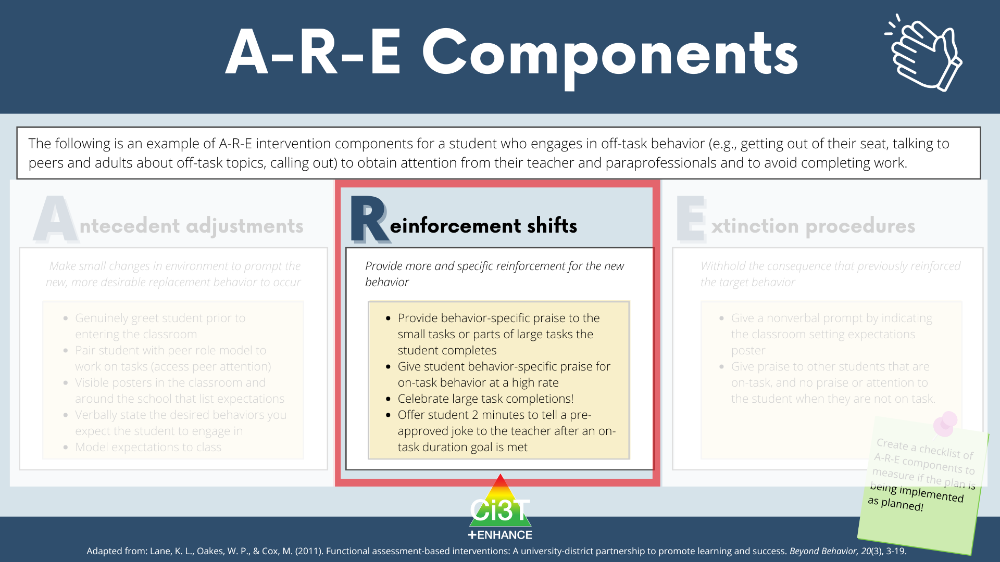 A-R-E Components
The following is an example of A-R-E intervention components for a student who engages in off-task behavior (e.g., getting out of their seat, talking to
peers and adults about off-task topics, calling out) to obtain attention from their teacher and paraprofessionals and to avoid completing work.
Antecedent adjustments
Make small changes in environment to prompt the
new, more desirable replacement behavior to occur
• Genuinely greet student prior to
entering the classroom
• Pair student with peer role model to
work on tasks (access peer attention)
• Visible posters in the classroom and
around the school that list expectations
• Verbally state the desired behaviors you
expect the student to engage in
• Model expectations to class
Reinforcement shifts
Provide more and specific reinforcement for the new
behavior
• Provide behavior-specific praise to the
small tasks or parts of large tasks the
student completes
• Give student behavior-specific praise for
on-task behavior at a high rate
• Celebrate large task completions!
• Offer student 2 minutes to tell a pre-
approved joke to the teacher after an on-
task duration goal is met
Extinction procedures
Withhold the consequence that previously reinforced
the target behavior
• Give a nonverbal prompt by indicating
the classroom setting expectations
poster
• Give praise to other students that are
on-task, and no praise or attention to
the student when they are not on task.
Create a checklist of
A-R-E components to
measure if the plan is
being implemented
as planned!
Ci3T
+ENHANCE
Adapted from: Lane, K. L., Oakes, W. P., & Cox, M. (2011). Functional assessment-based interventions: A university-district partnership to promote learning and success. Beyond Behavior, 20(3), 3-19.